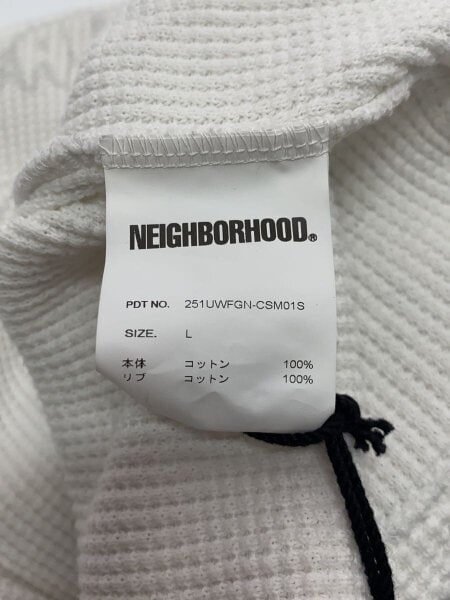 NEIGHBORHOOD®
PDT NO. 251UWFGN-CSM01S
SIZE. L
本体 コットン 100%
リブ コットン 100%